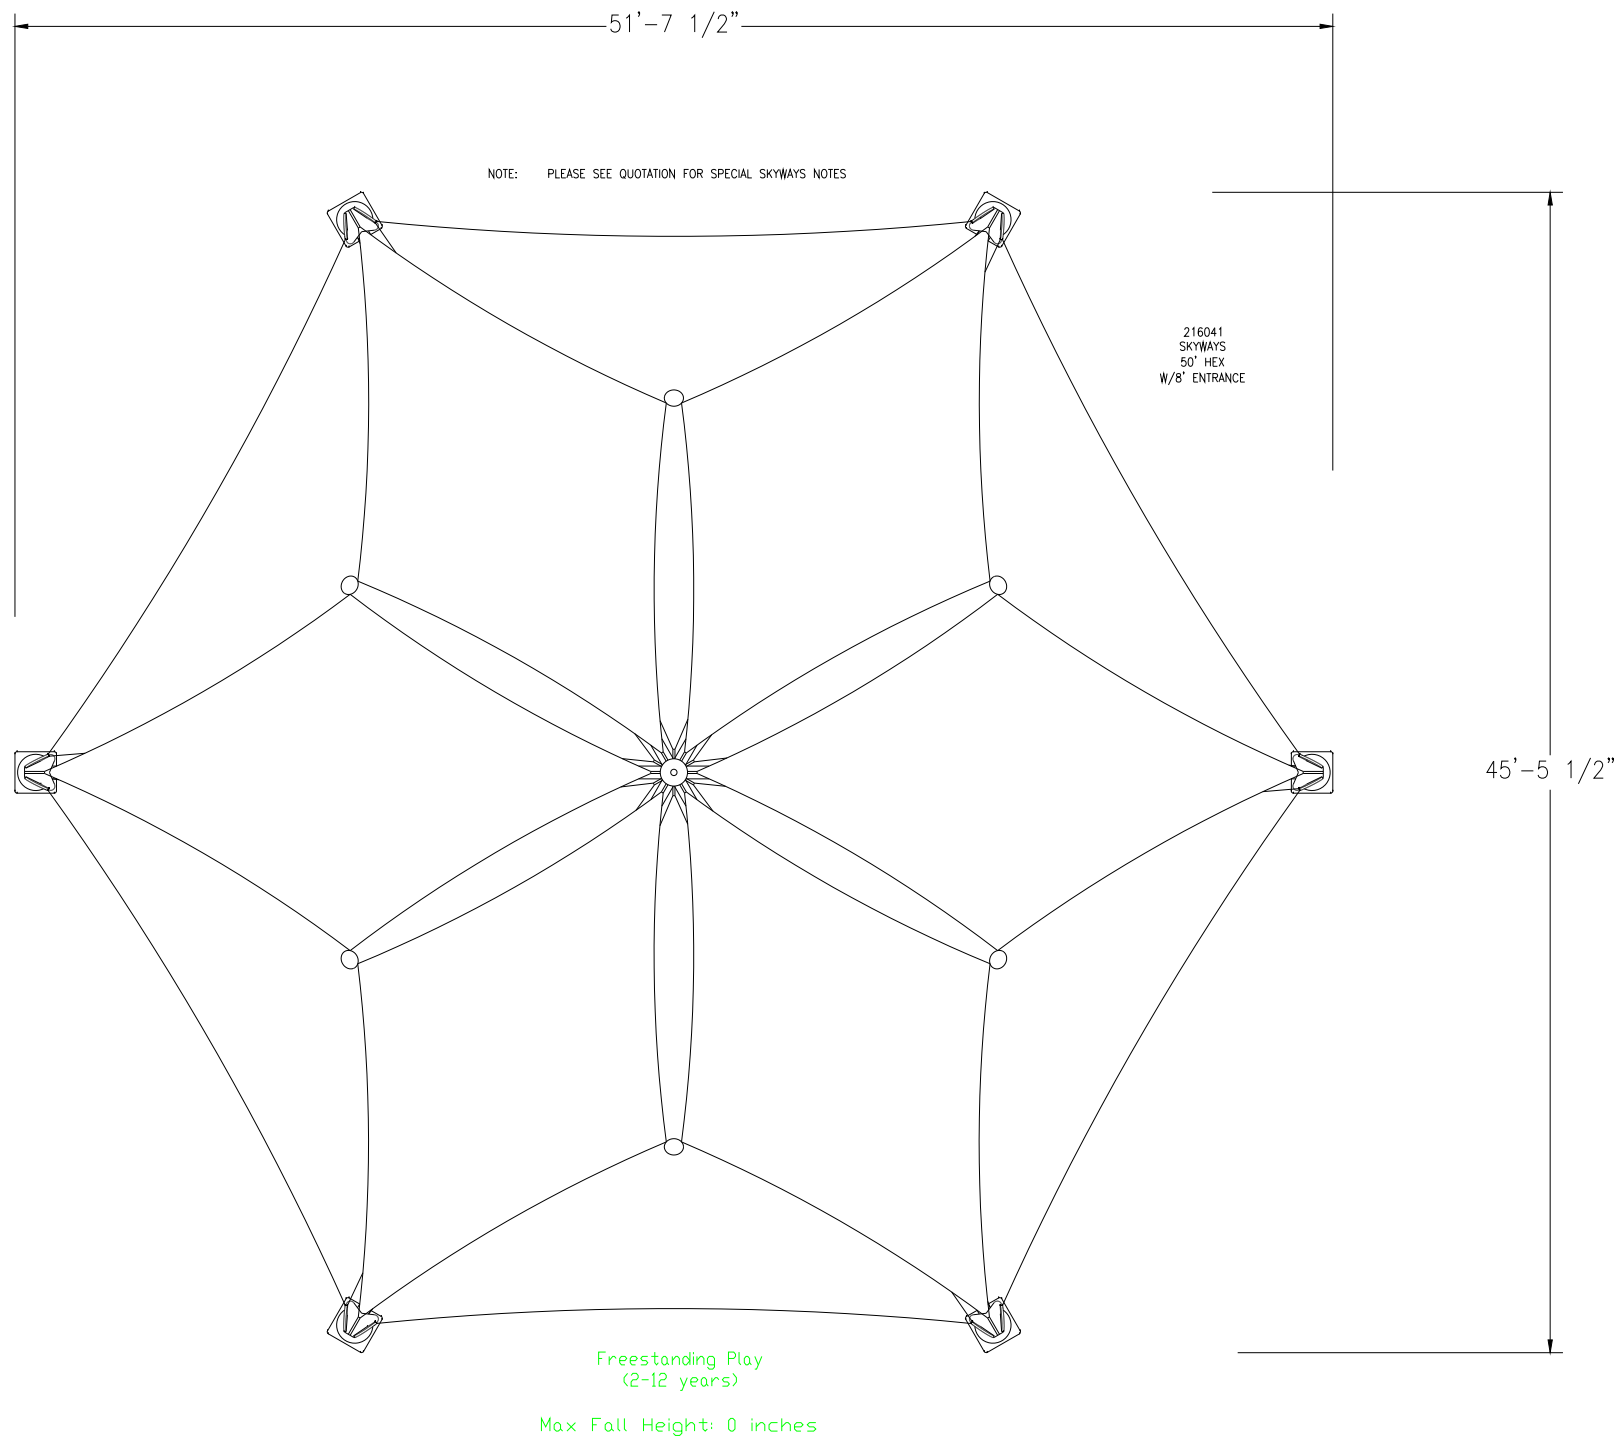 51'-7 1/2"
NOTE: PLEASE SEE QUOTATION FOR SPECIAL SKYWAYS NOTES
216041
SKYWAYS
50' HEX
W/8' ENTRANCE
45'-5 1/2"
Freestanding Play
(2-12 years)
Max Fall Height: 0 inches